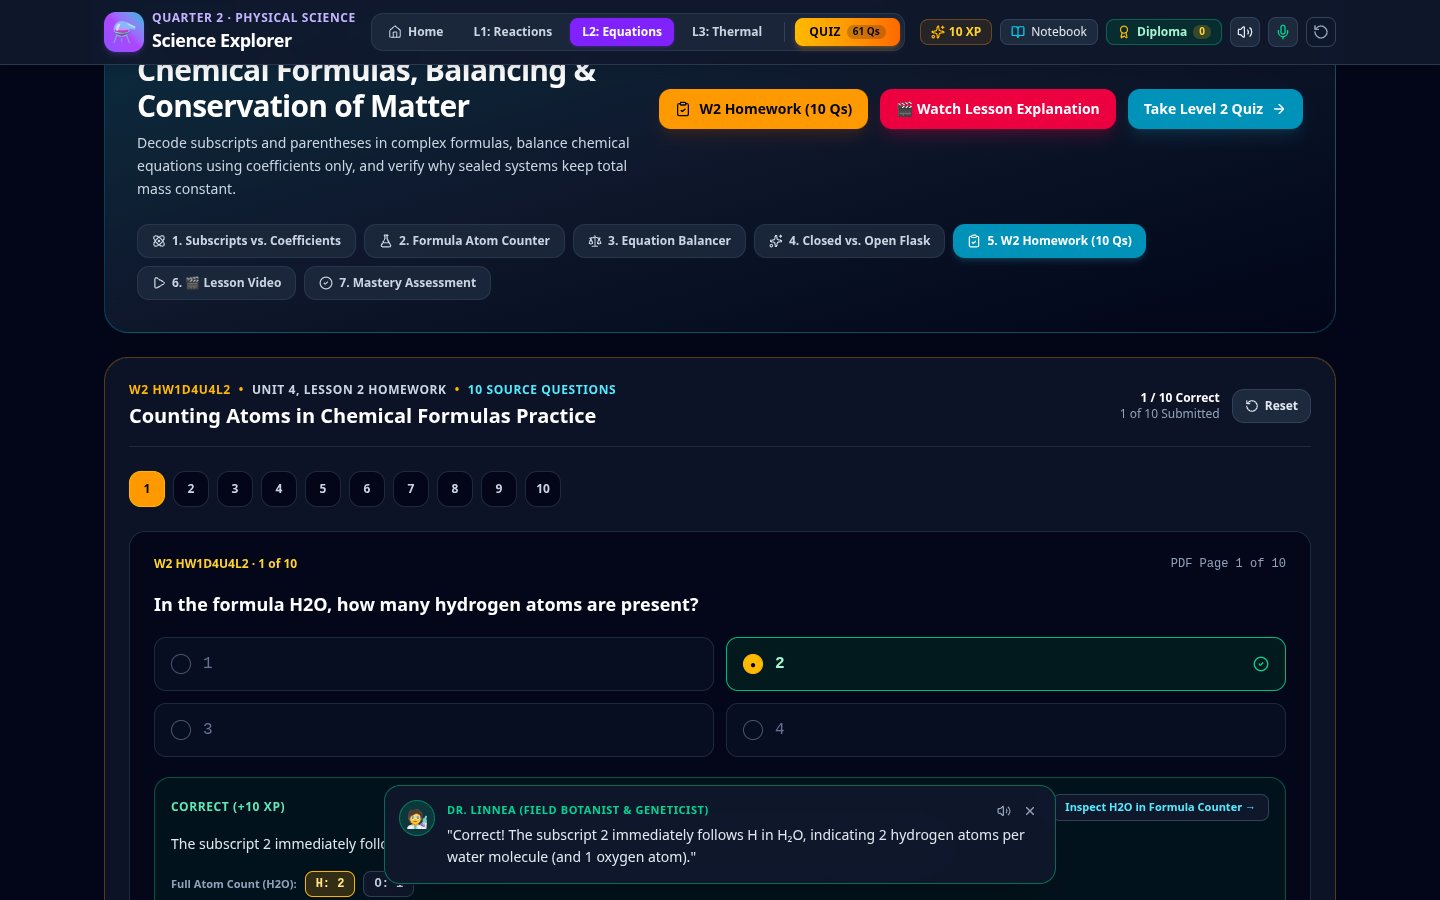 QUARTER 2 · PHYSICAL SCIENCE
Science Explorer
Home
L1: Reactions
L2: Equations
L3: Thermal
QUIZ 61 Qs
10 XP
Notebook
Diploma 0
Chemical Formulas, Balancing &
Conservation of Matter
Decode subscripts and parentheses in complex formulas, balance chemical
equations using coefficients only, and verify why sealed systems keep total
mass constant.
W2 Homework (10 Qs)
🎬 Watch Lesson Explanation
Take Level 2 Quiz →
1. Subscripts vs. Coefficients
2. Formula Atom Counter
3. Equation Balancer
4. Closed vs. Open Flask
5. W2 Homework (10 Qs)
6. 🎬 Lesson Video
7. Mastery Assessment
W2 HW1D4U4L2 • UNIT 4, LESSON 2 HOMEWORK • 10 SOURCE QUESTIONS
Counting Atoms in Chemical Formulas Practice
1 / 10 Correct
1 of 10 Submitted
Reset
1 2 3 4 5 6 7 8 9 10
W2 HW1D4U4L2 · 1 of 10
PDF Page 1 of 10
In the formula H2O, how many hydrogen atoms are present?
1
2
3
4
CORRECT (+10 XP)
Inspect H2O in Formula Counter →
The subscript 2 immediately
DR. LINNEA (FIELD BOTANIST & GENETICIST)
"Correct! The subscript 2 immediately follows H in H₂O, indicating 2 hydrogen atoms per
water molecule (and 1 oxygen atom)."
Full Atom Count (H2O): H: 2 O: 1